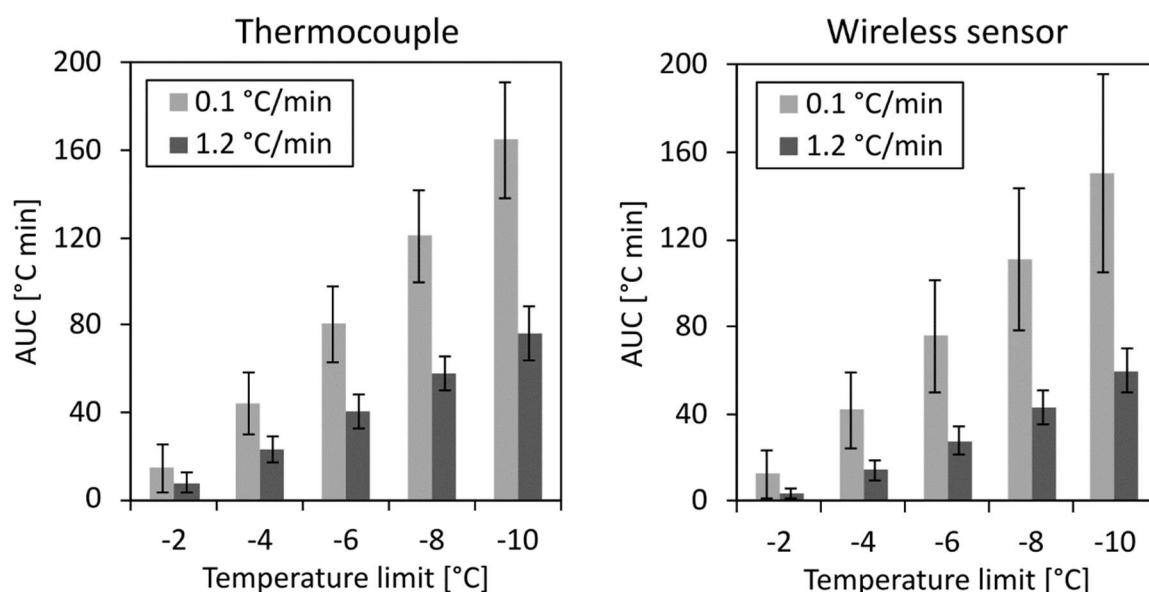 Thermocouple
200
160
120
80
40
0
AUC [°C min]
0.1 °C/min
1.2 °C/min
-2 -4 -6 -8 -10
Temperature limit [°C]
Wireless sensor
200
160
120
80
40
0
AUC [°C min]
0.1 °C/min
1.2 °C/min
-2 -4 -6 -8 -10
Temperature limit [°C]